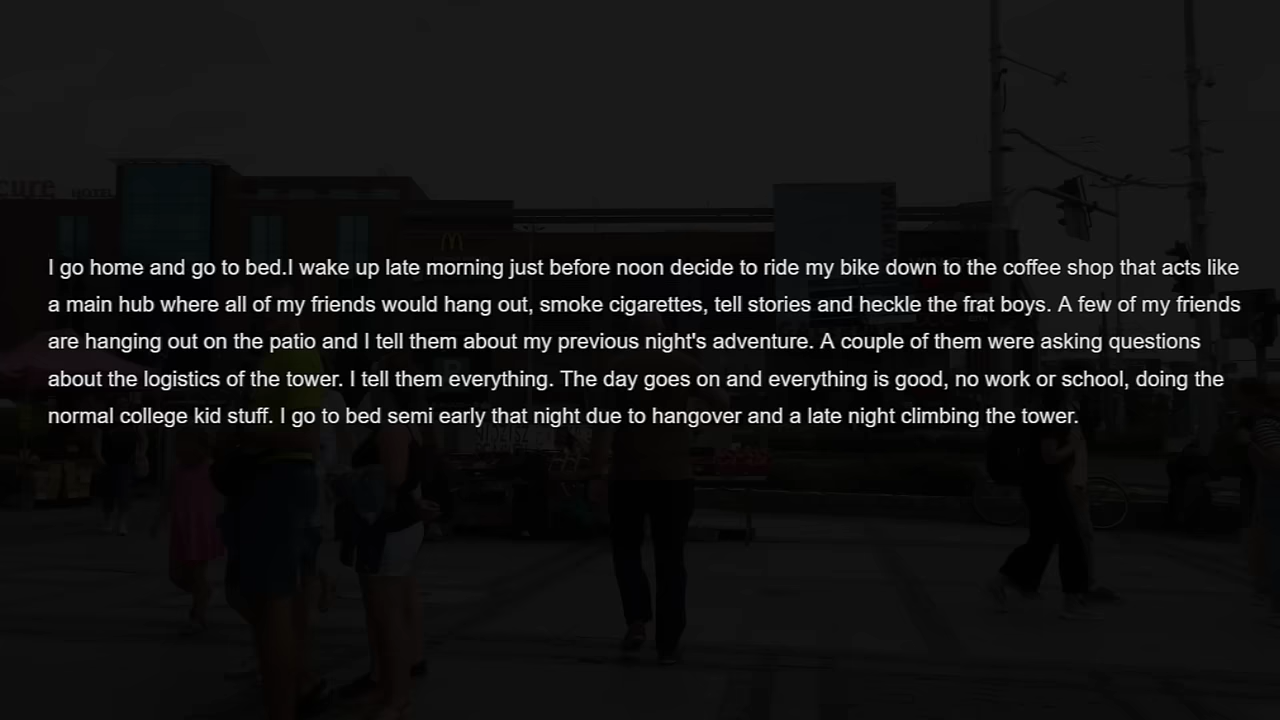 cure HOTEL
I go home and go to bed.I wake up late morning just before noon decide to ride my bike down to the coffee shop that acts like
a main hub where all of my friends would hang out, smoke cigarettes, tell stories and heckle the frat boys. A few of my friends
are hanging out on the patio and I tell them about my previous night's adventure. A couple of them were asking questions
about the logistics of the tower. I tell them everything. The day goes on and everything is good, no work or school, doing the
normal college kid stuff. I go to bed semi early that night due to hangover and a late night climbing the tower.